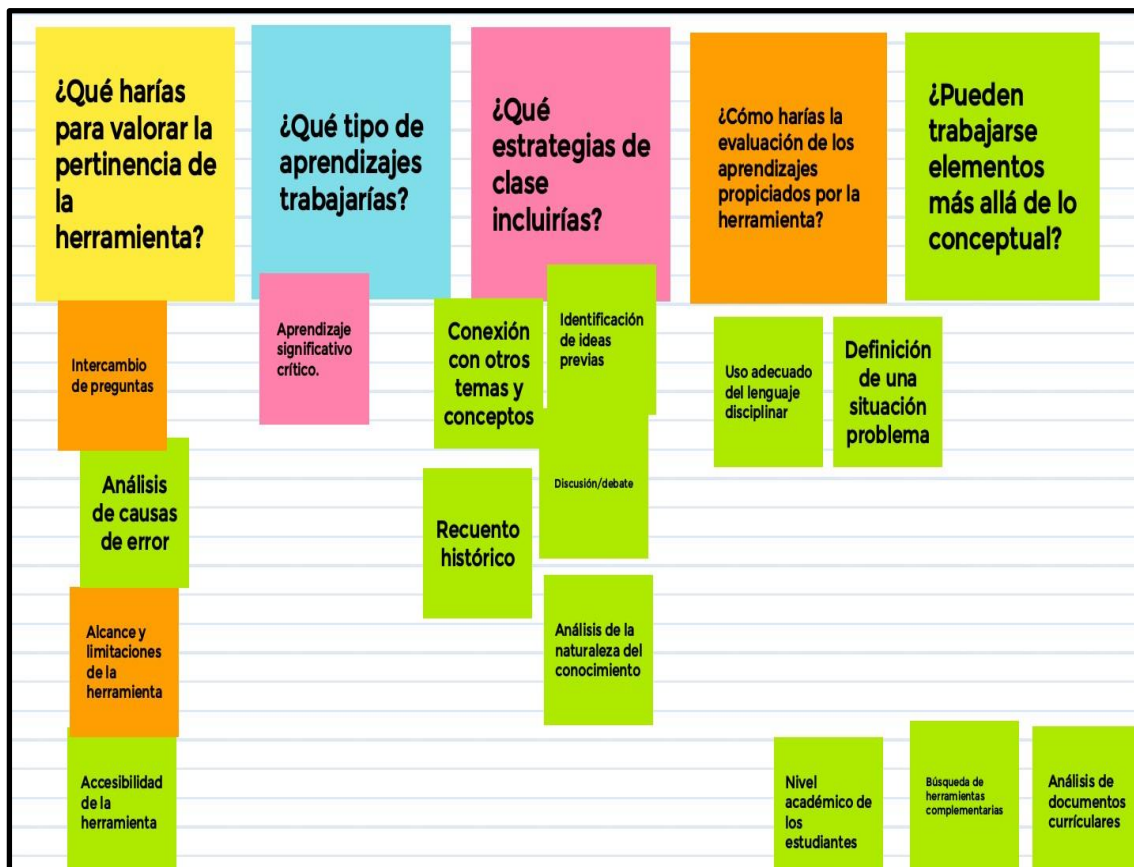 ¿Qué harías
para valorar la
pertinencia de
la
herramienta?
¿Qué tipo de
aprendizajes
trabajarías?
¿Qué
estrategias de
clase
incluirías?
¿Cómo harías la
evaluación de los
aprendizajes
propiciados por la
herramienta?
¿Pueden
trabajarse
elementos
más allá de lo
conceptual?
Intercambio
de preguntas
Análisis
de causas
de error
Alcance y
limitaciones
de la
herramienta
Accesibilidad
de la
herramienta
Aprendizaje
significativo
crítico.
Conexión
con otros
temas y
conceptos
Identificación
de ideas
previas
Discusión/debate
Recuento
histórico
Análisis de la
naturaleza del
conocimiento
Uso adecuado
del lenguaje
disciplinar
Definición
de una
situación
problema
Nivel
académico de
los
estudiantes
Búsqueda de
herramientas
complementarias
Análisis de
documentos
currículares